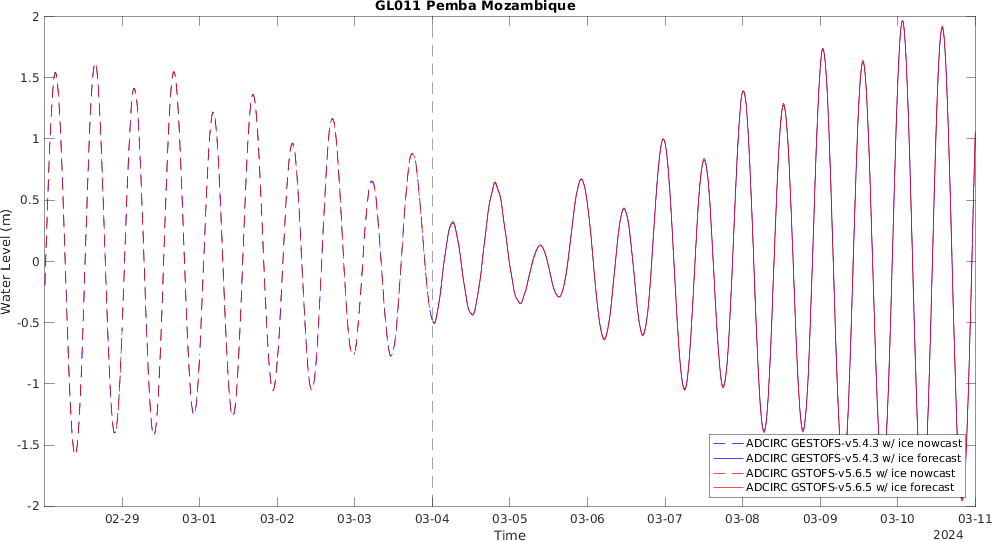 GL011 Pemba Mozambique
2
1.5
1
0.5
0
-0.5
-1
-1.5
-2
Water Level (m)
ADCIRC GESTOFS-v5.4.3 w/ ice nowcast
ADCIRC GESTOFS-v5.4.3 w/ ice forecast
ADCIRC GSTOFS-v5.6.5 w/ ice nowcast
ADCIRC GSTOFS-v5.6.5 w/ ice forecast
02-29 03-01 03-02 03-03 03-04 03-05 03-06 03-07 03-08 03-09 03-10 03-11
Time
2024